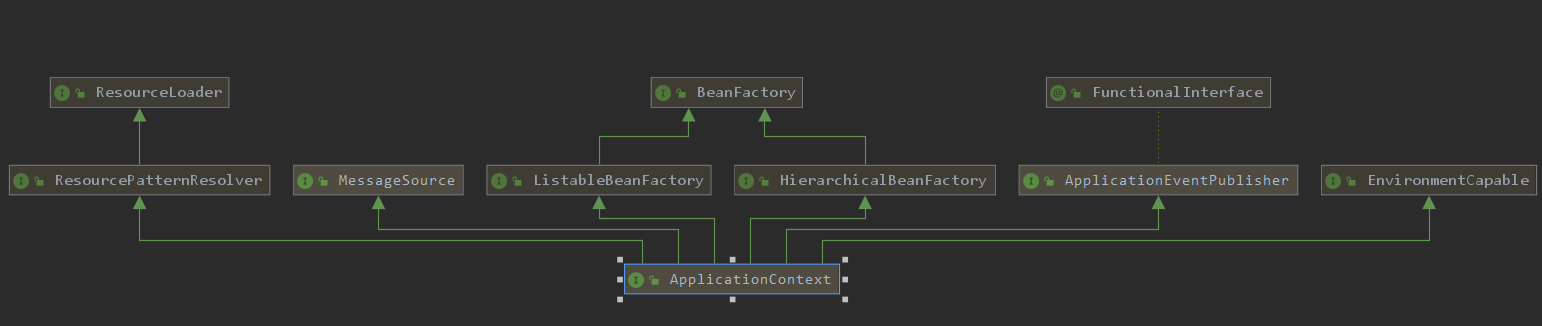 ResourceLoader
BeanFactory
FunctionalInterface
ResourcePatternResolver
MessageSource
ListableBeanFactory
HierarchicalBeanFactory
ApplicationEventPublisher
EnvironmentCapable
ApplicationContext